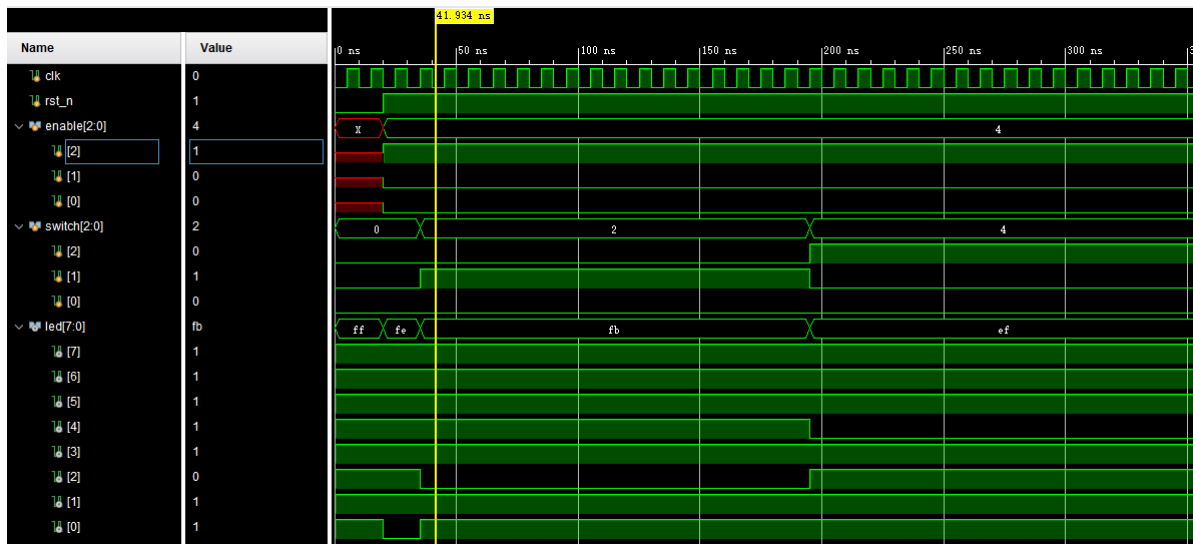 41.934 ns
Name Value
0 ns 50 ns 100 ns 150 ns 200 ns 250 ns 300 ns
clk 0
rst_n 1
enable[2:0] 4 X 4
[2] 1
[1] 0
[0] 0
switch[2:0] 2 0 2 4
[2] 0
[1] 1
[0] 0
led[7:0] fb ff fe fb ef
[7] 1
[6] 1
[5] 1
[4] 1
[3] 1
[2] 0
[1] 1
[0] 1